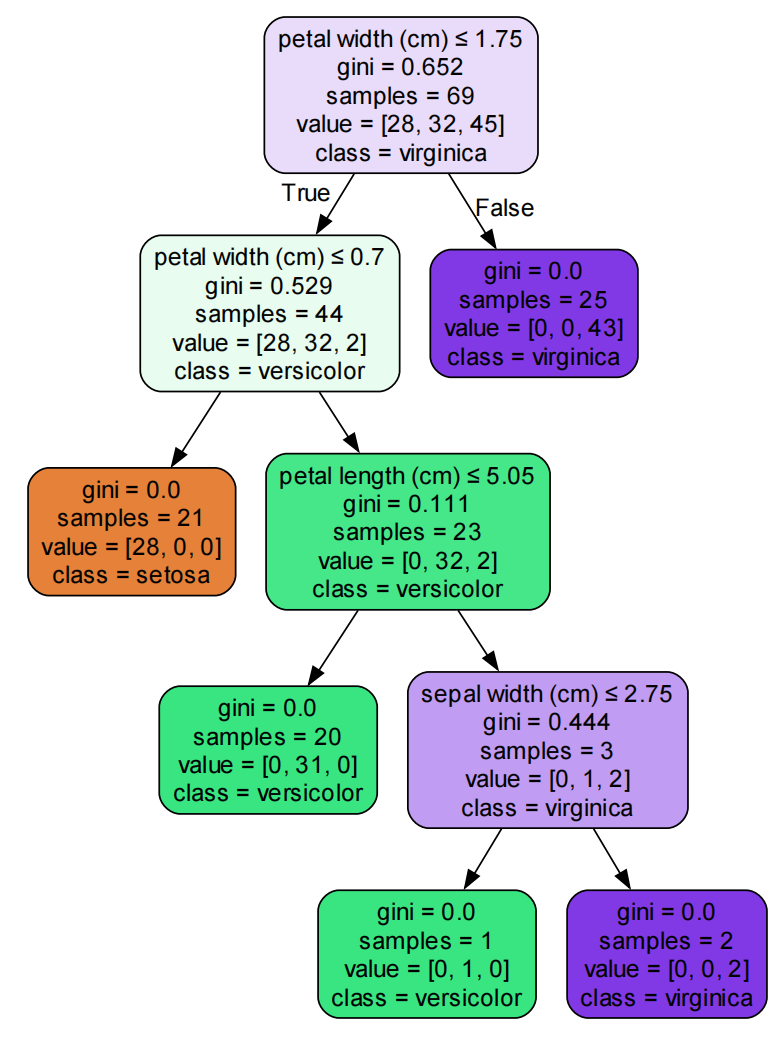 petal width (cm) ≤ 1.75
gini = 0.652
samples = 69
value = [28, 32, 45]
class = virginica
True
False
petal width (cm) ≤ 0.7
gini = 0.529
samples = 44
value = [28, 32, 2]
class = versicolor
gini = 0.0
samples = 25
value = [0, 0, 43]
class = virginica
gini = 0.0
samples = 21
value = [28, 0, 0]
class = setosa
petal length (cm) ≤ 5.05
gini = 0.111
samples = 23
value = [0, 32, 2]
class = versicolor
gini = 0.0
samples = 20
value = [0, 31, 0]
class = versicolor
sepal width (cm) ≤ 2.75
gini = 0.444
samples = 3
value = [0, 1, 2]
class = virginica
gini = 0.0
samples = 1
value = [0, 1, 0]
class = versicolor
gini = 0.0
samples = 2
value = [0, 0, 2]
class = virginica